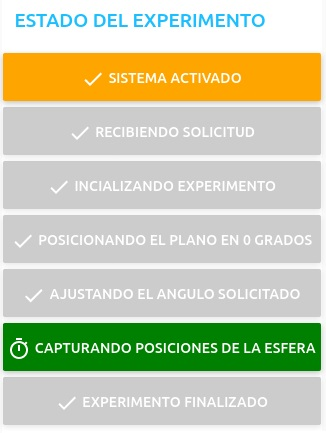 ESTADO DEL EXPERIMENTO
SISTEMA ACTIVADO
RECIBIENDO SOLICITUD
INCIALIZANDO EXPERIMENTO
POSICIONANDO EL PLANO EN 0 GRADOS
AJUSTANDO EL ANGULO SOLICITADO
CAPTURANDO POSICIONES DE LA ESFERA
EXPERIMENTO FINALIZADO